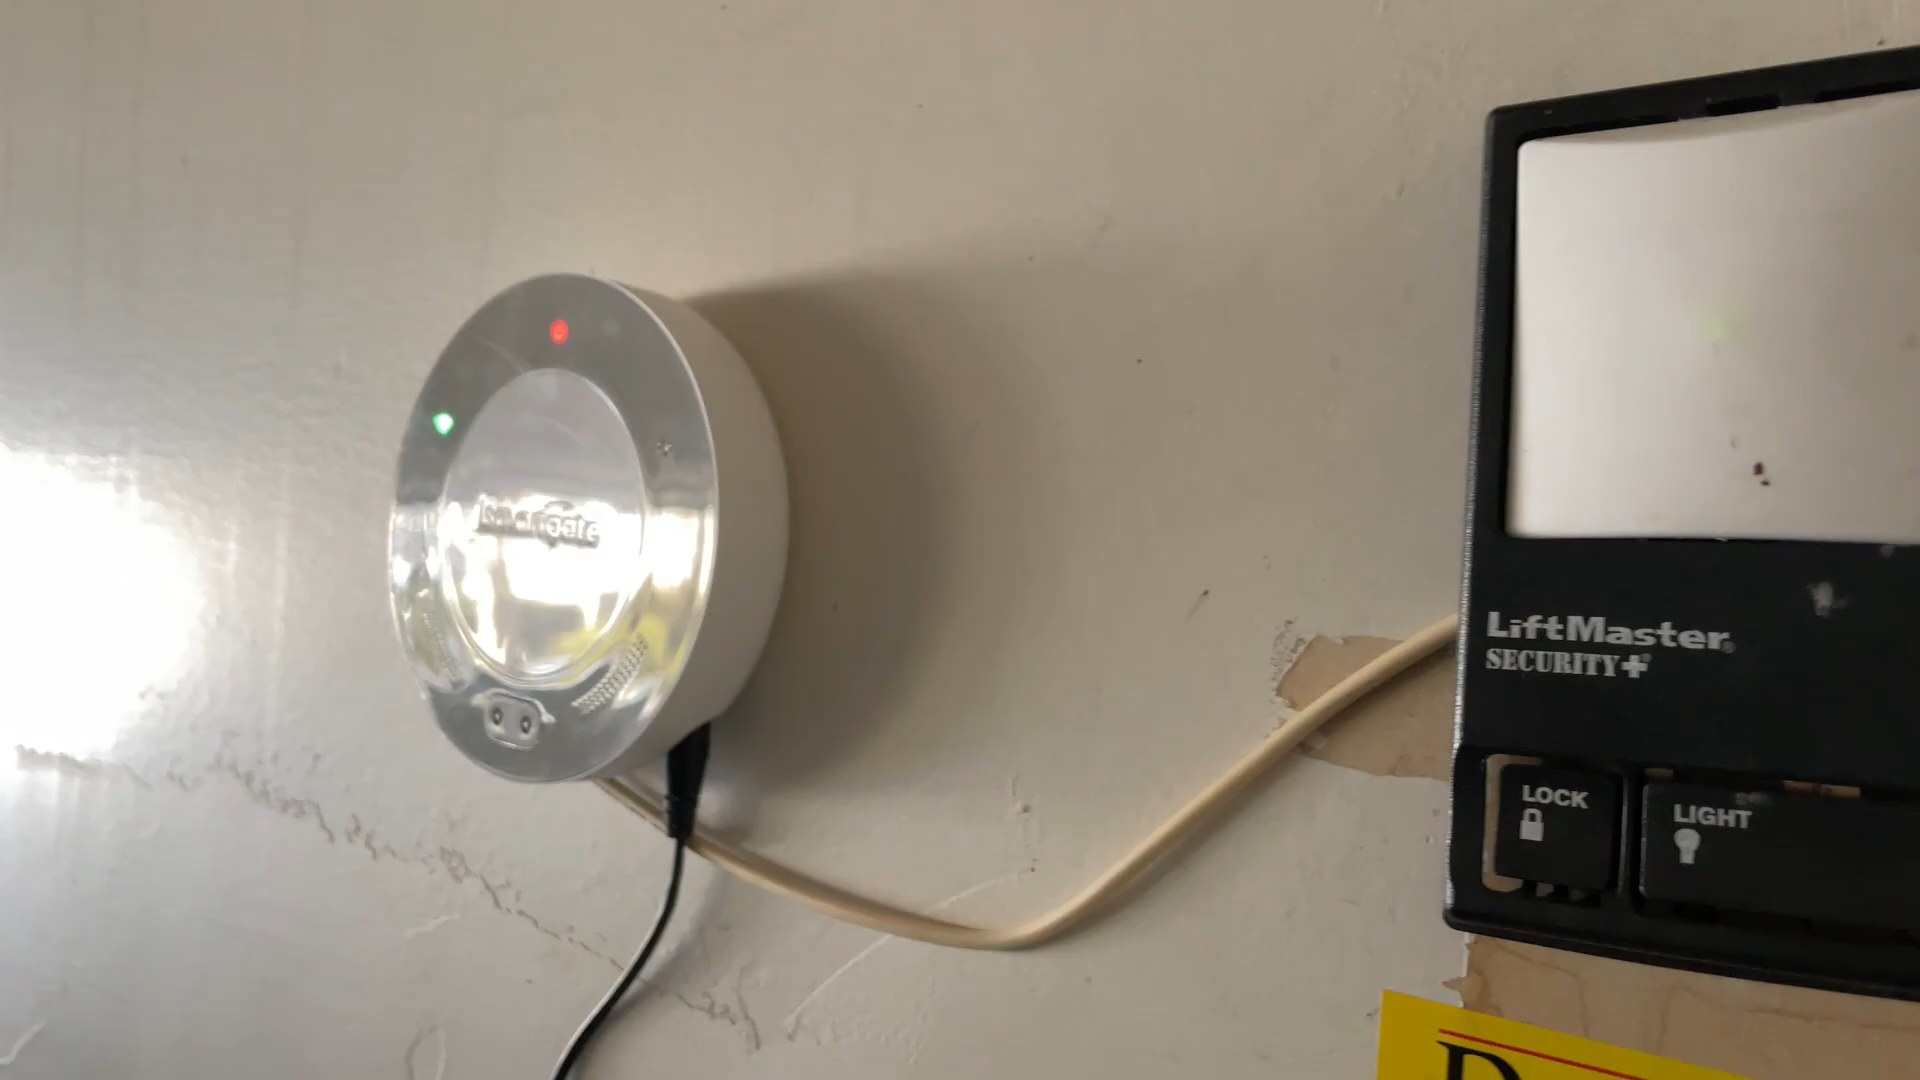 ismartgate
LiftMaster
SECURITY+
LOCK
LIGHT
D